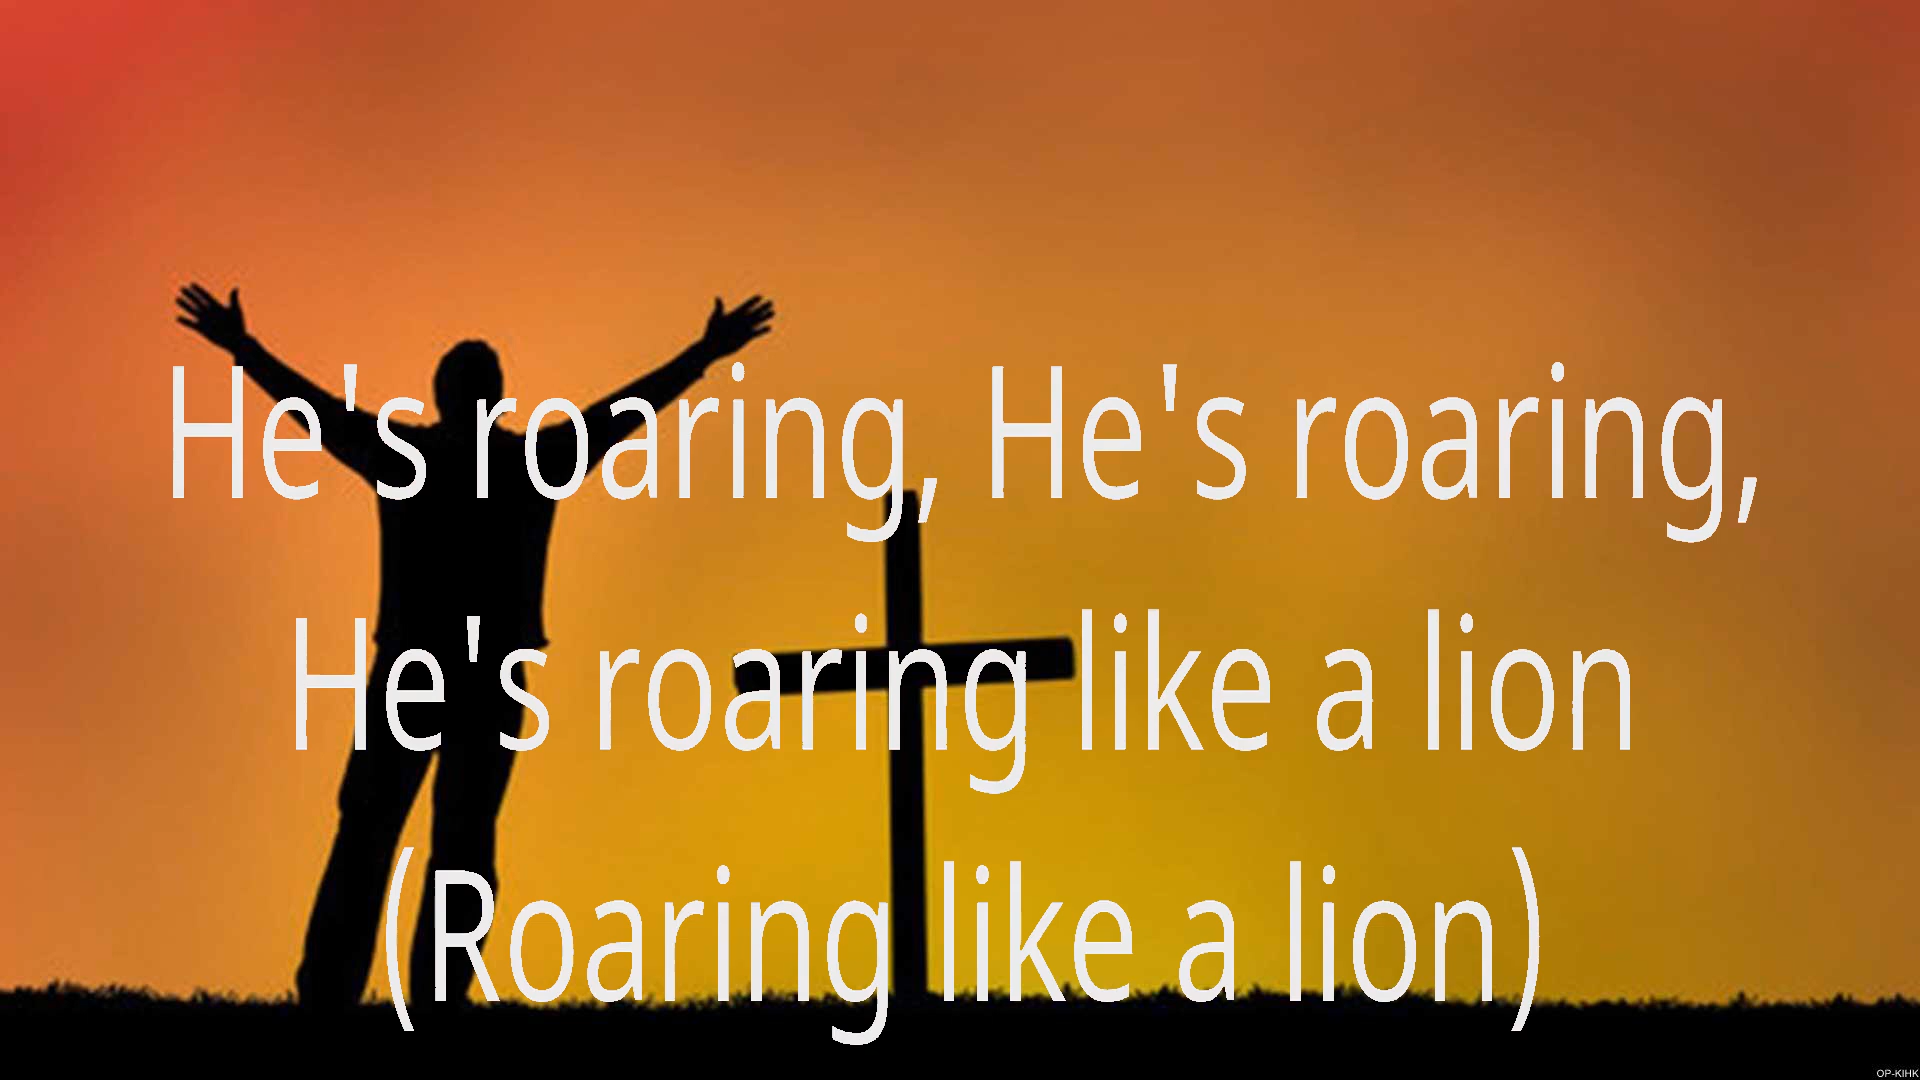 He's roaring, He's roaring,
He's roaring like a lion
(Roaring like a lion)
OP-KIHK